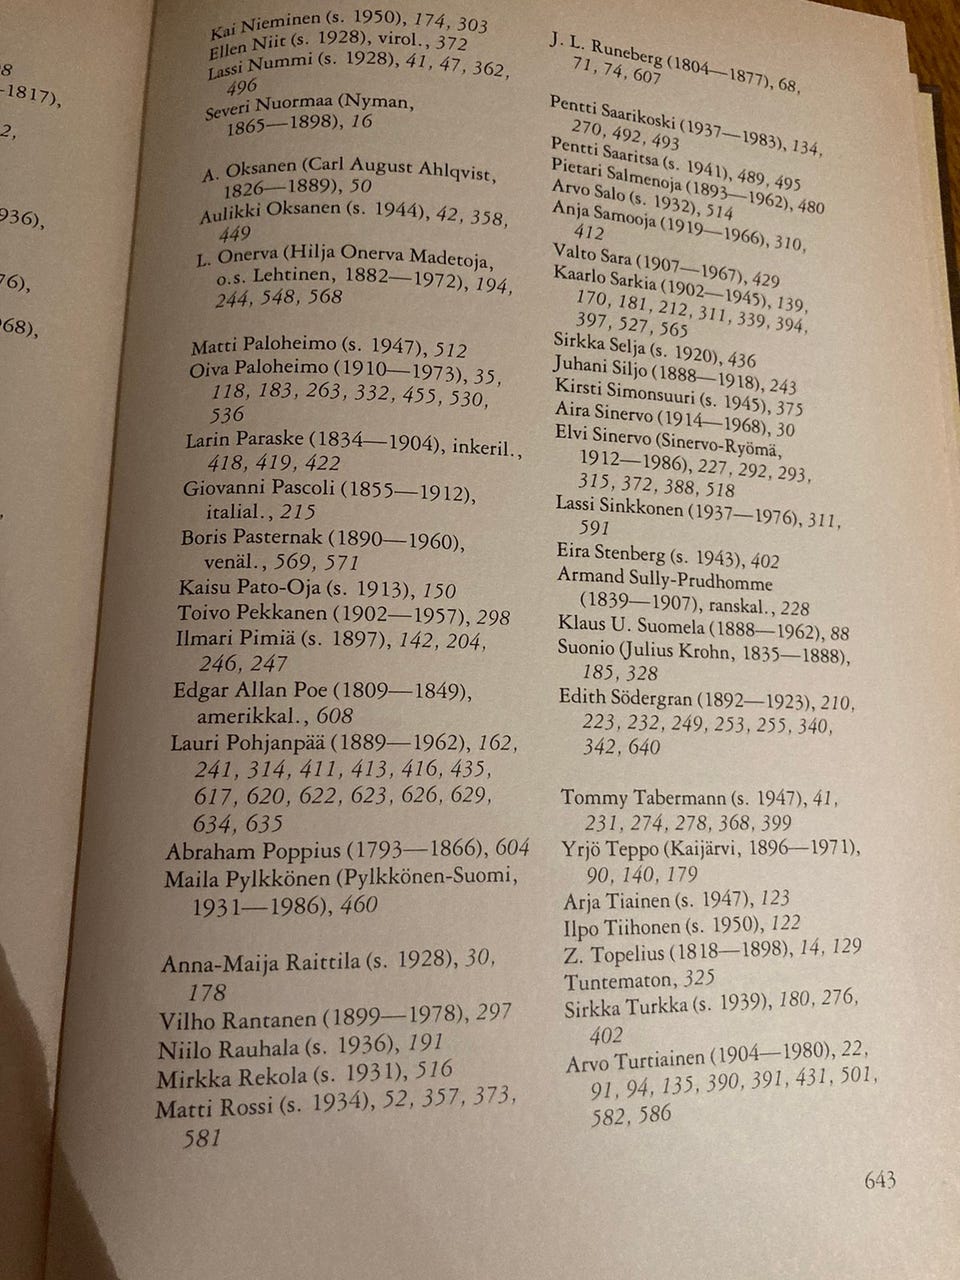 8
-1817),
2,
936),
76),
68),
Kai Nieminen (s. 1950), 174, 303
Ellen Niit (s. 1928), virol., 372
Lassi Nummi (s. 1928), 41, 47, 362,
496
Severi Nuormaa (Nyman,
1865—1898), 16
A. Oksanen (Carl August Ahlqvist,
1826—1889), 50
Aulikki Oksanen (s. 1944), 42, 358,
449
L. Onerva (Hilja Onerva Madetoja,
o.s. Lehtinen, 1882—1972), 194,
244, 548, 568
Matti Paloheimo (s. 1947), 512
Oiva Paloheimo (1910—1973), 35,
118, 183, 263, 332, 455, 530,
536
Larin Paraske (1834—1904), inkeril.,
418, 419, 422
Giovanni Pascoli (1855—1912),
italial., 215
Boris Pasternak (1890—1960),
venäl., 569, 571
Kaisu Pato-Oja (s. 1913), 150
Toivo Pekkanen (1902—1957), 298
Ilmari Pimiä (s. 1897), 142, 204,
246, 247
Edgar Allan Poe (1809—1849),
amerikkal., 608
Lauri Pohjanpää (1889—1962), 162,
241, 314, 411, 413, 416, 435,
617, 620, 622, 623, 626, 629,
634, 635
Abraham Poppius (1793—1866), 604
Maila Pylkkönen (Pylkkönen-Suomi,
1931—1986), 460
Anna-Maija Raittila (s. 1928), 30,
178
Vilho Rantanen (1899—1978), 297
Niilo Rauhala (s. 1936), 191
Mirkka Rekola (s. 1931), 516
Matti Rossi (s. 1934), 52, 357, 373,
581
J. L. Runeberg (1804—1877), 68,
71, 74, 607
Pentti Saarikoski (1937—1983), 134,
270, 492, 493
Pentti Saaritsa (s. 1941), 489, 495
Pietari Salmenoja (1893—1962), 480
Arvo Salo (s. 1932), 514
Anja Samooja (1919—1966), 310,
412
Valto Sara (1907—1967), 429
Kaarlo Sarkia (1902—1945), 139,
170, 181, 212, 311, 339, 394,
397, 527, 565
Sirkka Selja (s. 1920), 436
Juhani Siljo (1888—1918), 243
Kirsti Simonsuuri (s. 1945), 375
Aira Sinervo (1914—1968), 30
Elvi Sinervo (Sinervo-Ryömä,
1912—1986), 227, 292, 293,
315, 372, 388, 518
Lassi Sinkkonen (1937—1976), 311,
591
Eira Stenberg (s. 1943), 402
Armand Sully-Prudhomme
(1839—1907), ranskal., 228
Klaus U. Suomela (1888—1962), 88
Suonio (Julius Krohn, 1835—1888),
185, 328
Edith Södergran (1892—1923), 210,
223, 232, 249, 253, 255, 340,
342, 640
Tommy Tabermann (s. 1947), 41,
231, 274, 278, 368, 399
Yrjö Teppo (Kaijärvi, 1896—1971),
90, 140, 179
Arja Tiainen (s. 1947), 123
Ilpo Tiihonen (s. 1950), 122
Z. Topelius (1818—1898), 14, 129
Tuntematon, 325
Sirkka Turkka (s. 1939), 180, 276,
402
Arvo Turtiainen (1904—1980), 22,
91, 94, 135, 390, 391, 431, 501,
582, 586
643